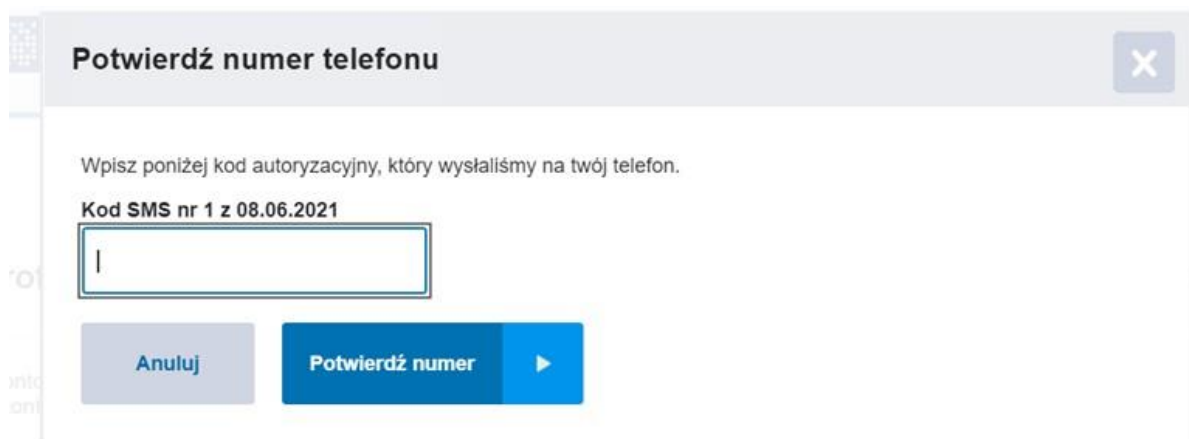 Potwierdź numer telefonu
Wpisz poniżej kod autoryzacyjny, który wysłaliśmy na twój telefon.
Kod SMS nr 1 z 08.06.2021
Anuluj
Potwierdź numer